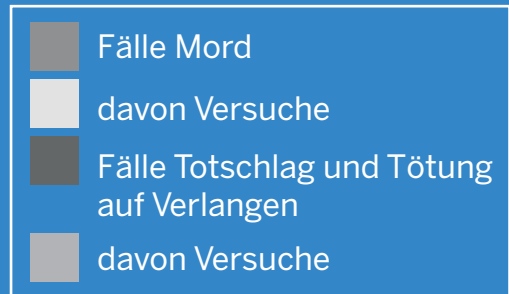 Fälle Mord
davon Versuche
Fälle Totschlag und Tötung
auf Verlangen
davon Versuche